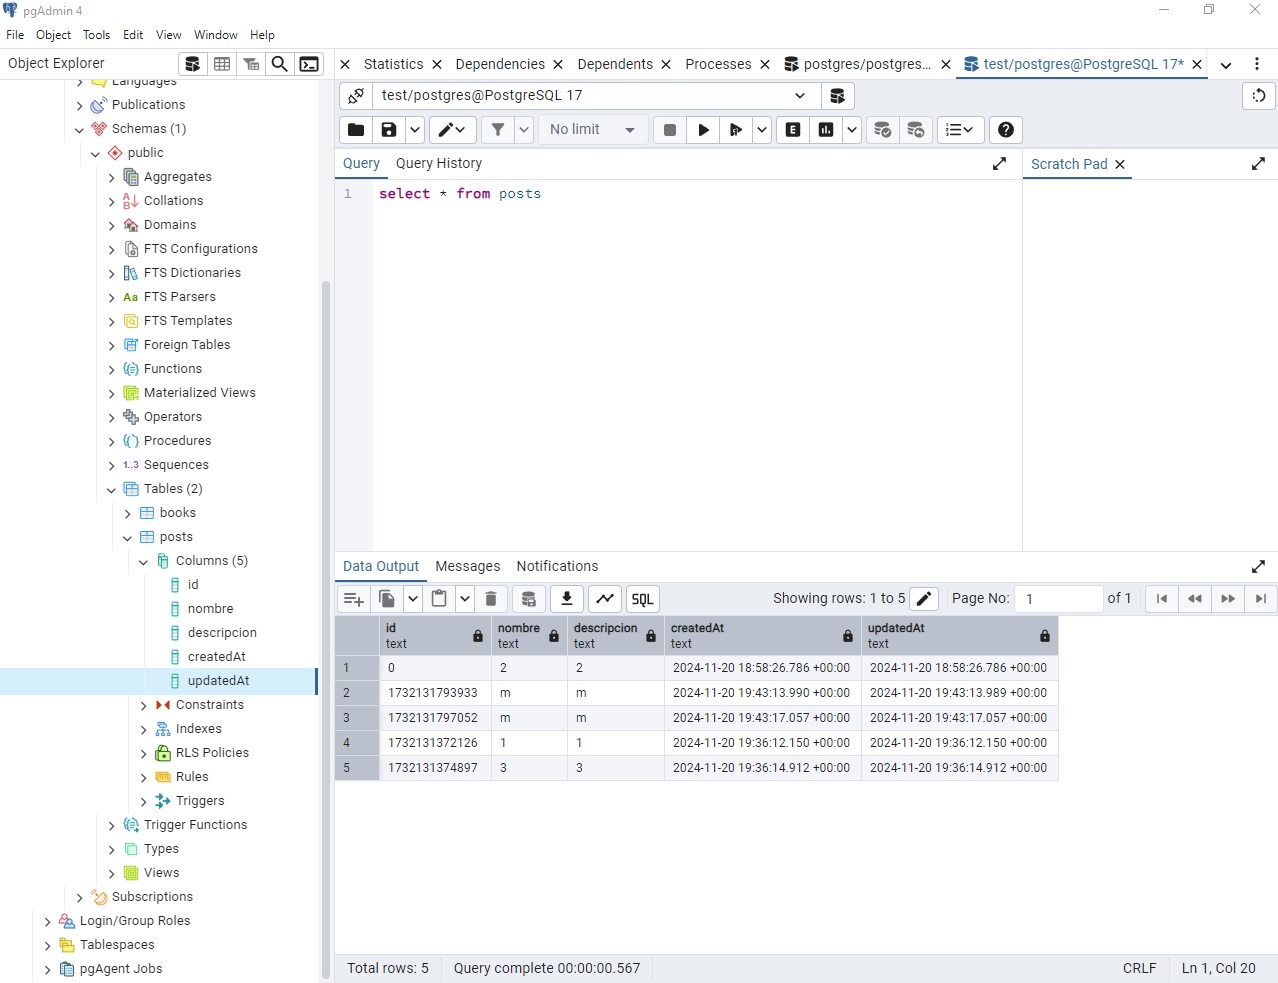 pgAdmin 4
File Object Tools Edit View Window Help
Object Explorer
Statistics Dependencies Dependents Processes postgres/postgres... test/postgres@PostgreSQL 17*
Languages
Publications
Schemas (1)
public
Aggregates
Collations
Domains
FTS Configurations
FTS Dictionaries
Aa FTS Parsers
FTS Templates
Foreign Tables
Functions
Materialized Views
Operators
Procedures
1..3 Sequences
Tables (2)
books
posts
Columns (5)
id
nombre
descripcion
createdAt
updatedAt
Constraints
Indexes
RLS Policies
Rules
Triggers
Trigger Functions
Types
Views
Subscriptions
Login/Group Roles
Tablespaces
pgAgent Jobs
test/postgres@PostgreSQL 17
No limit E
Query Query History
Scratch Pad
1 select * from posts
Data Output Messages Notifications
SQL Showing rows: 1 to 5 Page No: 1 of 1
id nombre descripcion createdAt updatedAt
text text text text text
1 0 2 2 2024-11-20 18:58:26.786 +00:00 2024-11-20 18:58:26.786 +00:00
2 1732131793933 m m 2024-11-20 19:43:13.990 +00:00 2024-11-20 19:43:13.989 +00:00
3 1732131797052 m m 2024-11-20 19:43:17.057 +00:00 2024-11-20 19:43:17.057 +00:00
4 1732131372126 1 1 2024-11-20 19:36:12.150 +00:00 2024-11-20 19:36:12.150 +00:00
5 1732131374897 3 3 2024-11-20 19:36:14.912 +00:00 2024-11-20 19:36:14.912 +00:00
Total rows: 5 Query complete 00:00:00.567 CRLF Ln 1, Col 20